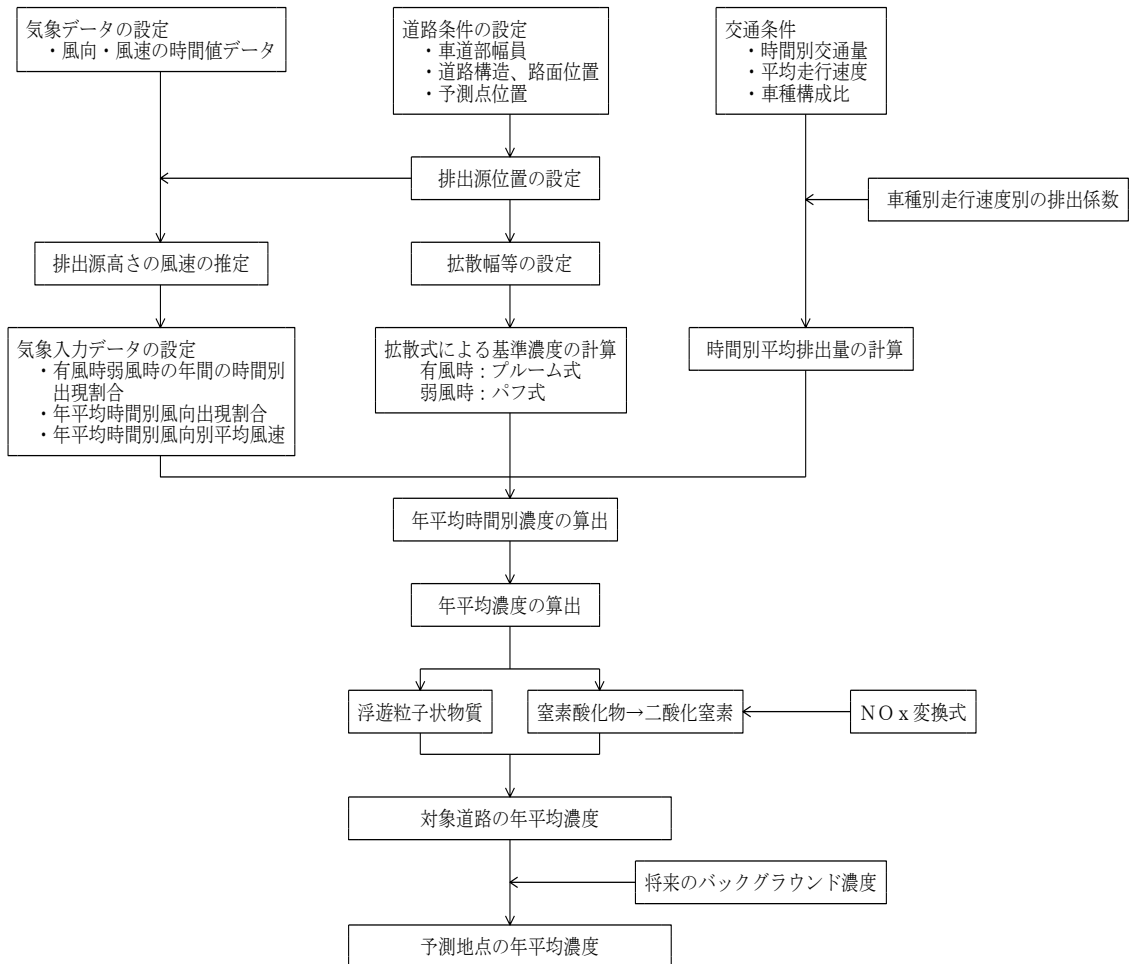 気象データの設定
・風向・風速の時間値データ
道路条件の設定
・車道部幅員
・道路構造、路面位置
・予測点位置
交通条件
・時間別交通量
・平均走行速度
・車種構成比
排出源位置の設定
車種別走行速度別の排出係数
排出源高さの風速の推定
拡散幅等の設定
気象入力データの設定
・有風時弱風時の年間の時間別
出現割合
・年平均時間別風向出現割合
・年平均時間別風向別平均風速
拡散式による基準濃度の計算
有風時：プルーム式
弱風時：パフ式
時間別平均排出量の計算
年平均時間別濃度の算出
年平均濃度の算出
浮遊粒子状物質
窒素酸化物→二酸化窒素
ＮＯｘ変換式
対象道路の年平均濃度
将来のバックグラウンド濃度
予測地点の年平均濃度